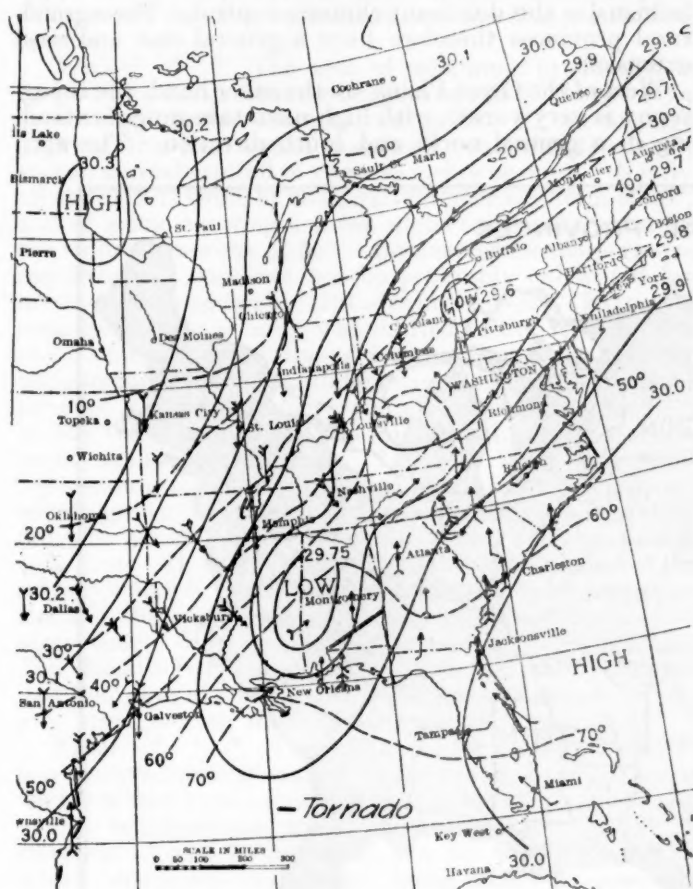 30.1
30.0
29.8
29.9
29.7
Cochrane
Quebec
30°
30.2
10°
20°
Sault St. Marie
Montpelier
Augusta
40°
29.7
ils Lake
30.3
Bismarck
HIGH
St. Paul
Concord
Boston
29.8
Pierre
Buffalo
Albany
Hartford
New York
29.9
Madison
Chicago
LOW
29.6
Cleveland
Pittsburgh
Philadelphia
Omaha
Des Moines
Indianapolis
Columbus
WASHINGTON
50°
30.0
10°
Kansas City
Topeka
St. Louis
Louisville
Richmond
Wichita
Raleigh
Nashville
Oklahoma
Memphis
60°
20°
29.75
Atlanta
Charleston
LOW
30.2
Dallas
Montgomery
Vicksburg
Jacksonville
30°
HIGH
30.
40°
New Orleans
San Antonio
Galveston
Tampa
70°
60°
70°
50°
Miami
– Tornado
wnsville
30.0
Key West
SCALE IN MILES
0 50 100 200 300
Havana
30.0